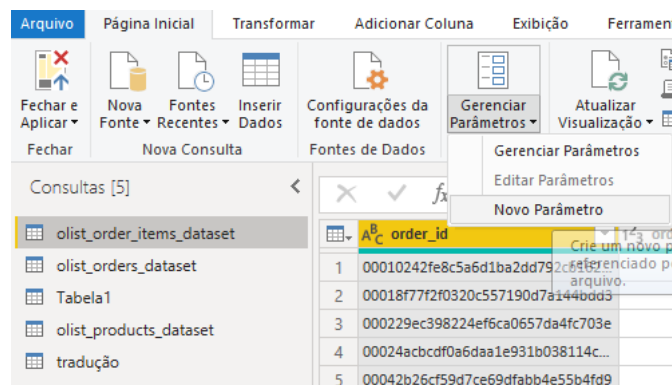 Arquivo Página Inicial Transformar Adicionar Coluna Exibição
Fechar e Aplicar
Nova Fonte
Fontes Recentes
Inserir Dados
Configurações da fonte de dados
Gerenciar Parâmetros
Atualizar Visualização
Fechar
Nova Consulta
Fontes de Dados
Gerenciar Parâmetros
Editar Parâmetros
Novo Parâmetro
Consultas [5]
olist_order_items_dataset
olist_orders_dataset
Tabela1
olist_products_dataset
tradução
fx
ABC order_id
123
Crie um novo
referenciado
arquivo.
1
2 00018f77f2f0320c557190d7a144bdd3
3 000229ec398224ef6ca0657da4fc703e
4 00024acbcdf0a6daa1e931b038114c...
5 00042b26cf59d7ce69dfabb4e55b4fd9